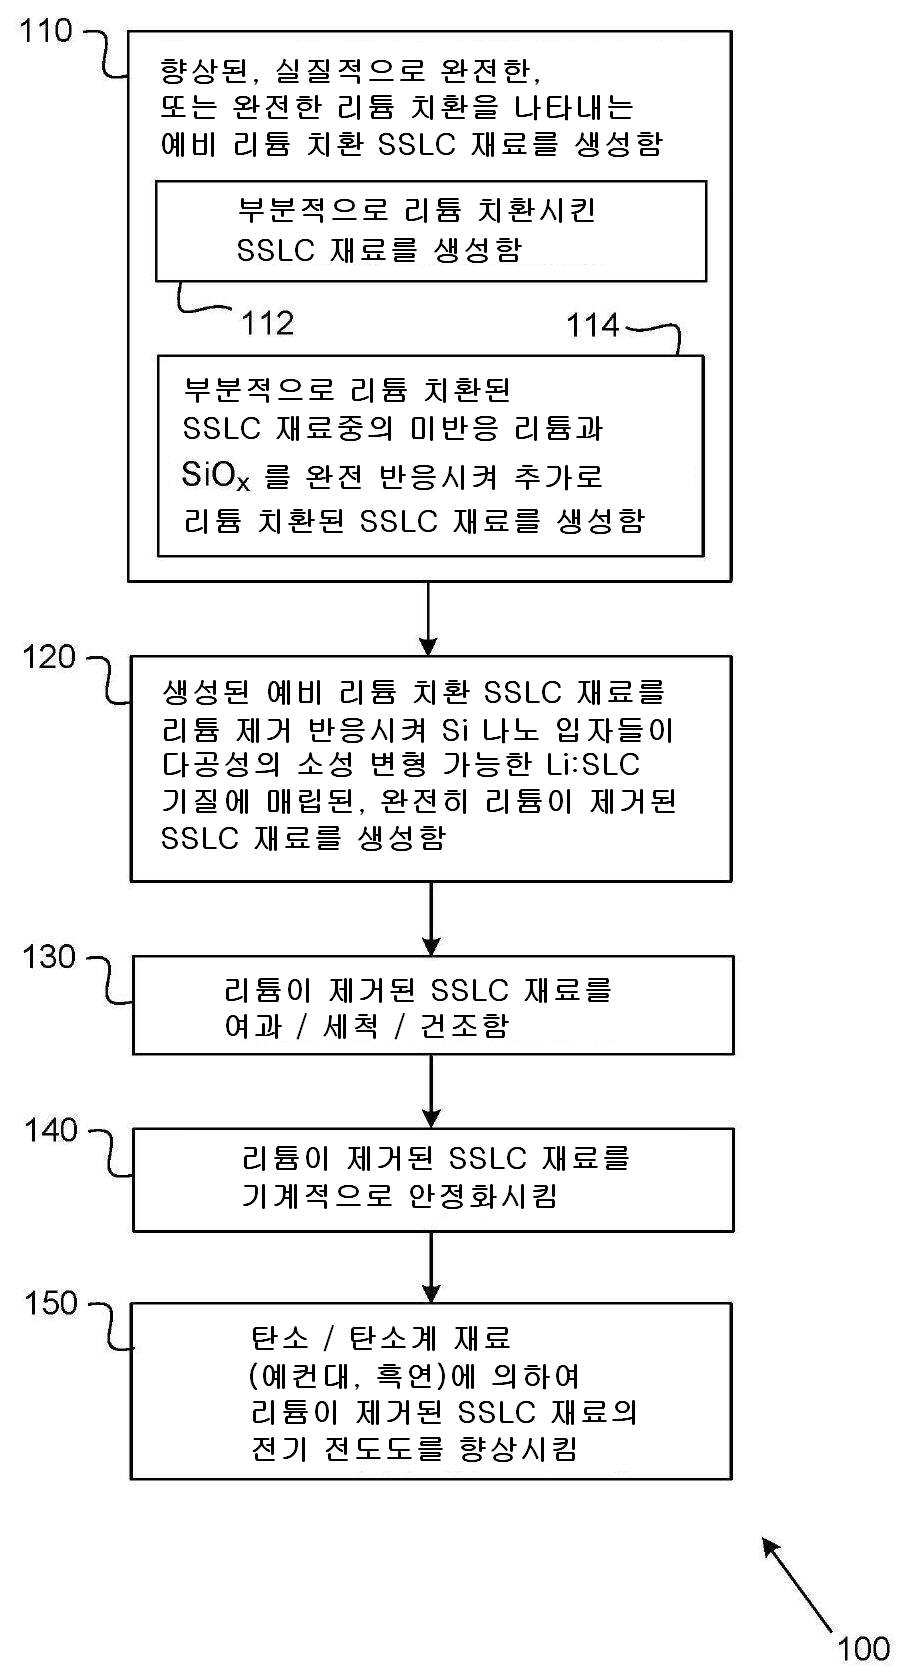 110
향상된, 실질적으로 완전한,
또는 완전한 리튬 치환을 나타내는
예비 리튬 치환 SSLC 재료를 생성함
부분적으로 리튬 치환시킨
SSLC 재료를 생성함
112
114
부분적으로 리튬 치환된
SSLC 재료중의 미반응 리튬과
SiOₓ 를 완전 반응시켜 추가로
리튬 치환된 SSLC 재료를 생성함
120
생성된 예비 리튬 치환 SSLC 재료를
리튬 제거 반응시켜 Si 나노 입자들이
다공성의 소성 변형 가능한 Li:SLC
기질에 매립된, 완전히 리튬이 제거된
SSLC 재료를 생성함
130
리튬이 제거된 SSLC 재료를
여과 / 세척 / 건조함
140
리튬이 제거된 SSLC 재료를
기계적으로 안정화시킴
150
탄소 / 탄소계 재료
(예컨대, 흑연)에 의하여
리튬이 제거된 SSLC 재료의
전기 전도도를 향상시킴
100